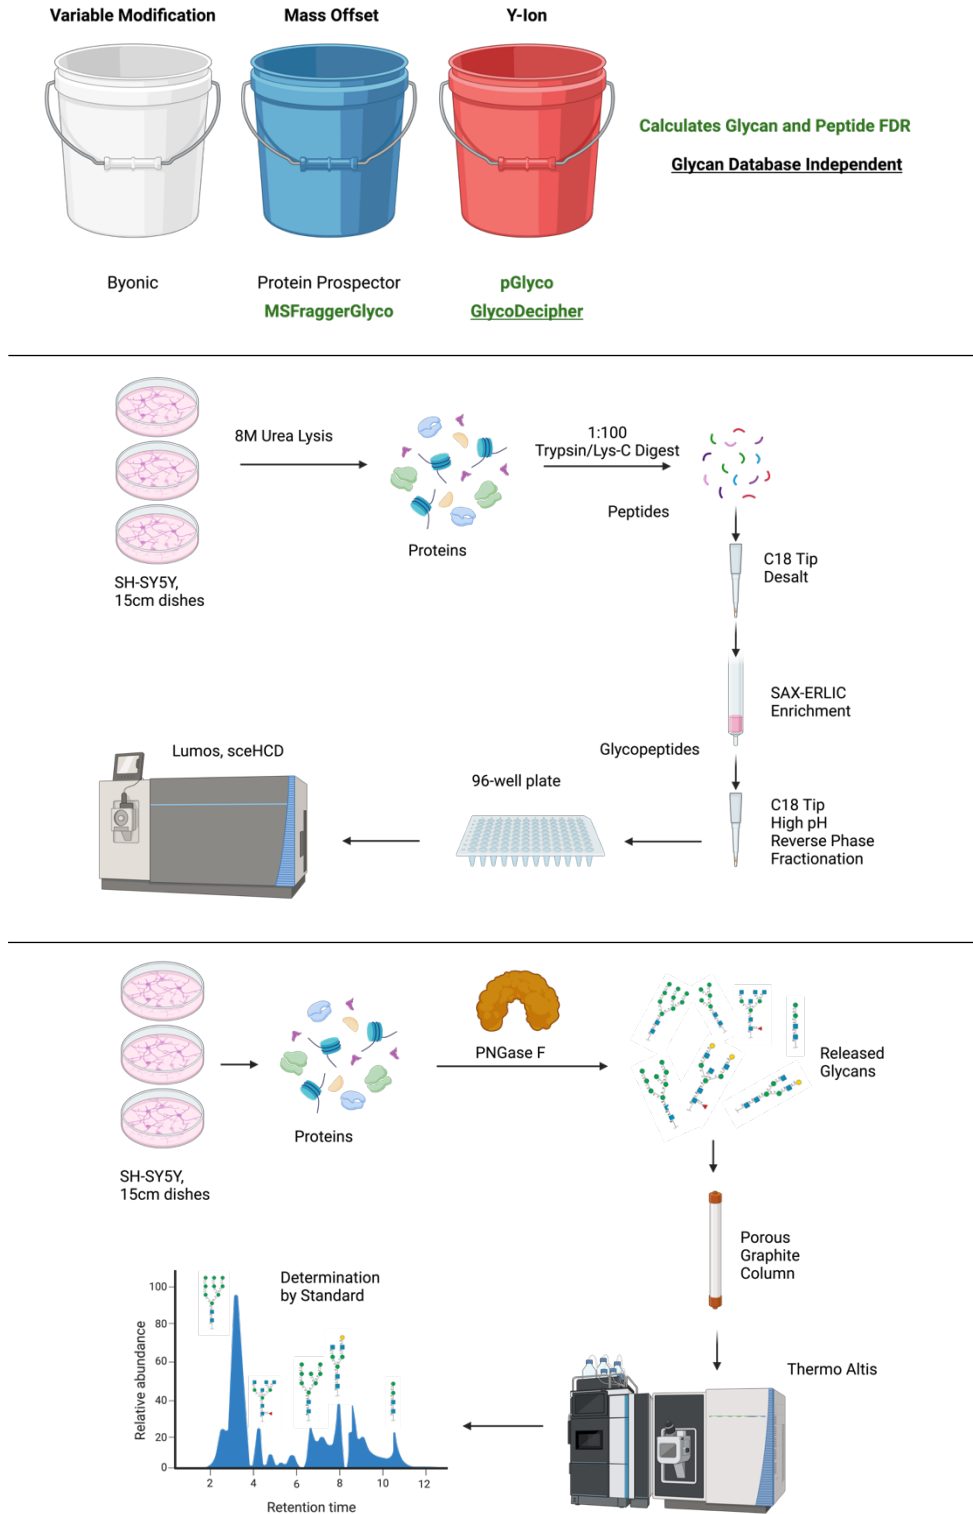 Variable Modification
Mass Offset
Y-Ion
Calculates Glycan and Peptide FDR
Glycan Database Independent
Byonic
Protein Prospector
MSFraggerGlyco
pGlyco
GlycoDecipher
8M Urea Lysis
1:100
Trypsin/Lys-C Digest
Peptides
Proteins
SH-SY5Y,
15cm dishes
C18 Tip
Desalt
SAX-ERLIC
Enrichment
Glycopeptides
Lumos, sceHCD
96-well plate
C18 Tip
High pH
Reverse Phase
Fractionation
PNGase F
Released
Glycans
Proteins
SH-SY5Y,
15cm dishes
Porous
Graphite
Column
Determination
by Standard
Thermo Altis
Relative abundance
100
80
60
40
20
0
2 4 6 8 10 12
Retention time